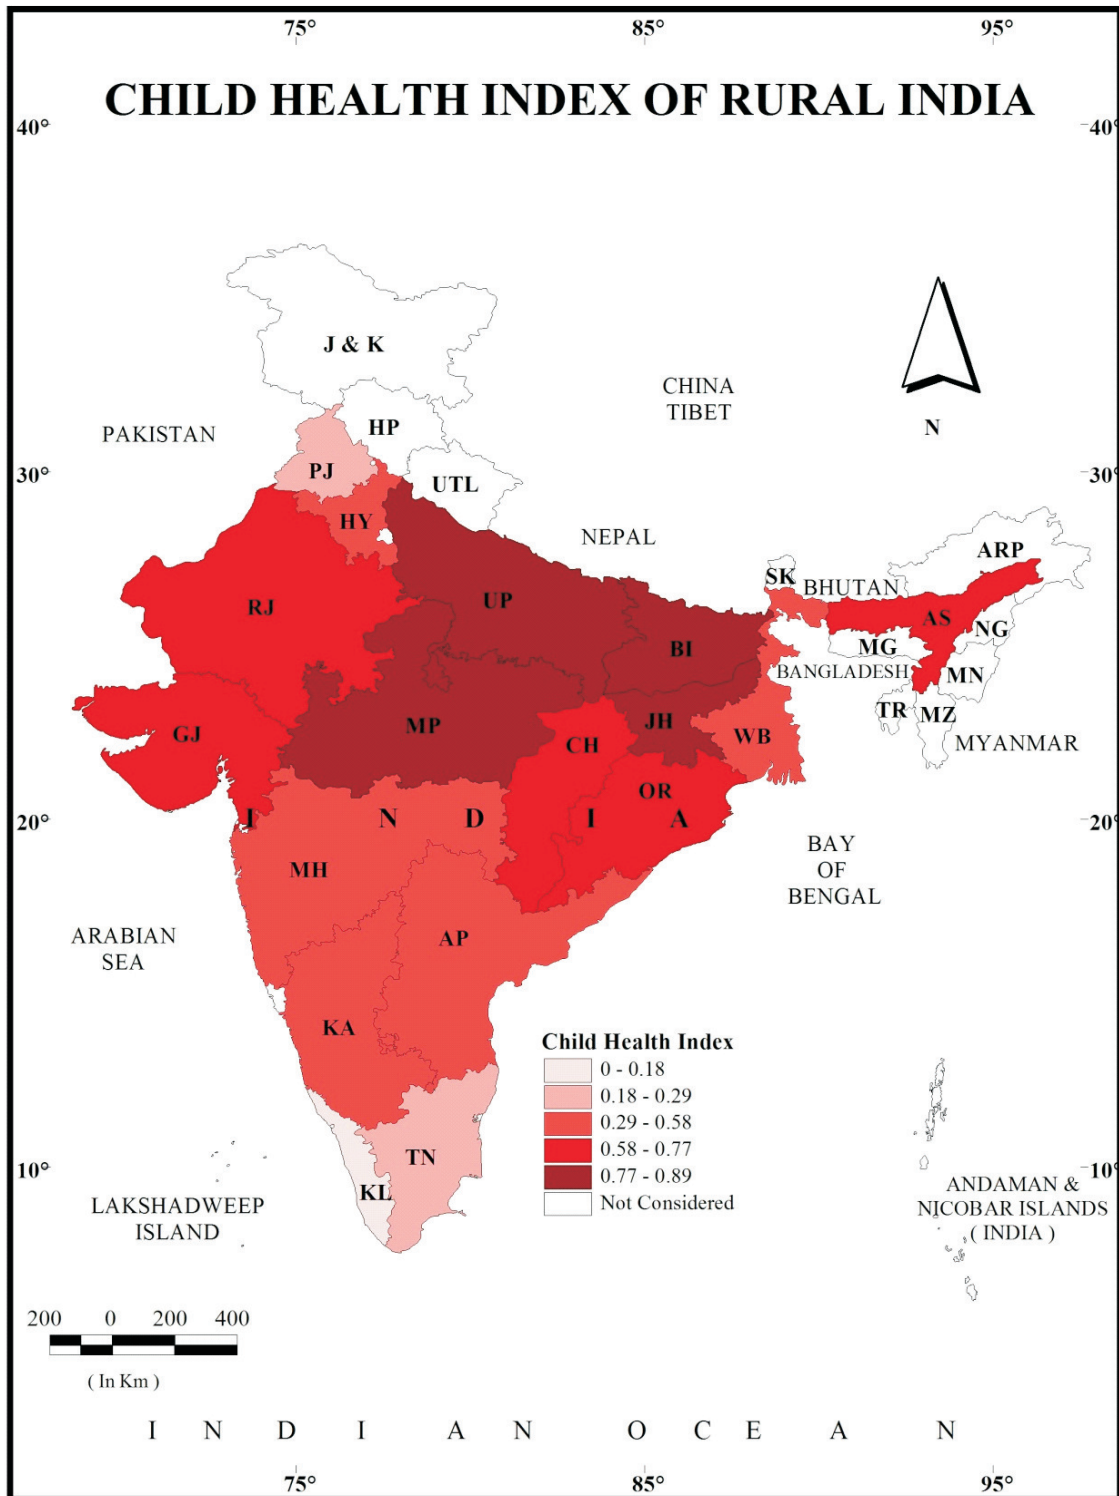 75° 85° 95°
CHILD HEALTH INDEX OF RURAL INDIA
40° 40°
J & K
CHINA
TIBET
PAKISTAN
HP
N
30° 30°
PJ
UTL
HY
NEPAL
ARP
SK
BHUTAN
RJ
UP
AS
NG
BI
MG
BANGLADESH
MN
GJ
MP
JH
TR
MZ
CH
WB
MYANMAR
OR
20° I N D I A 20°
BAY
OF
BENGAL
MH
ARABIAN
SEA
AP
KA
Child Health Index
0 - 0.18
0.18 - 0.29
0.29 - 0.58
0.58 - 0.77
0.77 - 0.89
Not Considered
10° 10°
TN
KL
LAKSHADWEEP
ISLAND
ANDAMAN &
NICOBAR ISLANDS
( INDIA )
200 0 200 400
( In Km )
I N D I A N O C E A N
75° 85° 95°